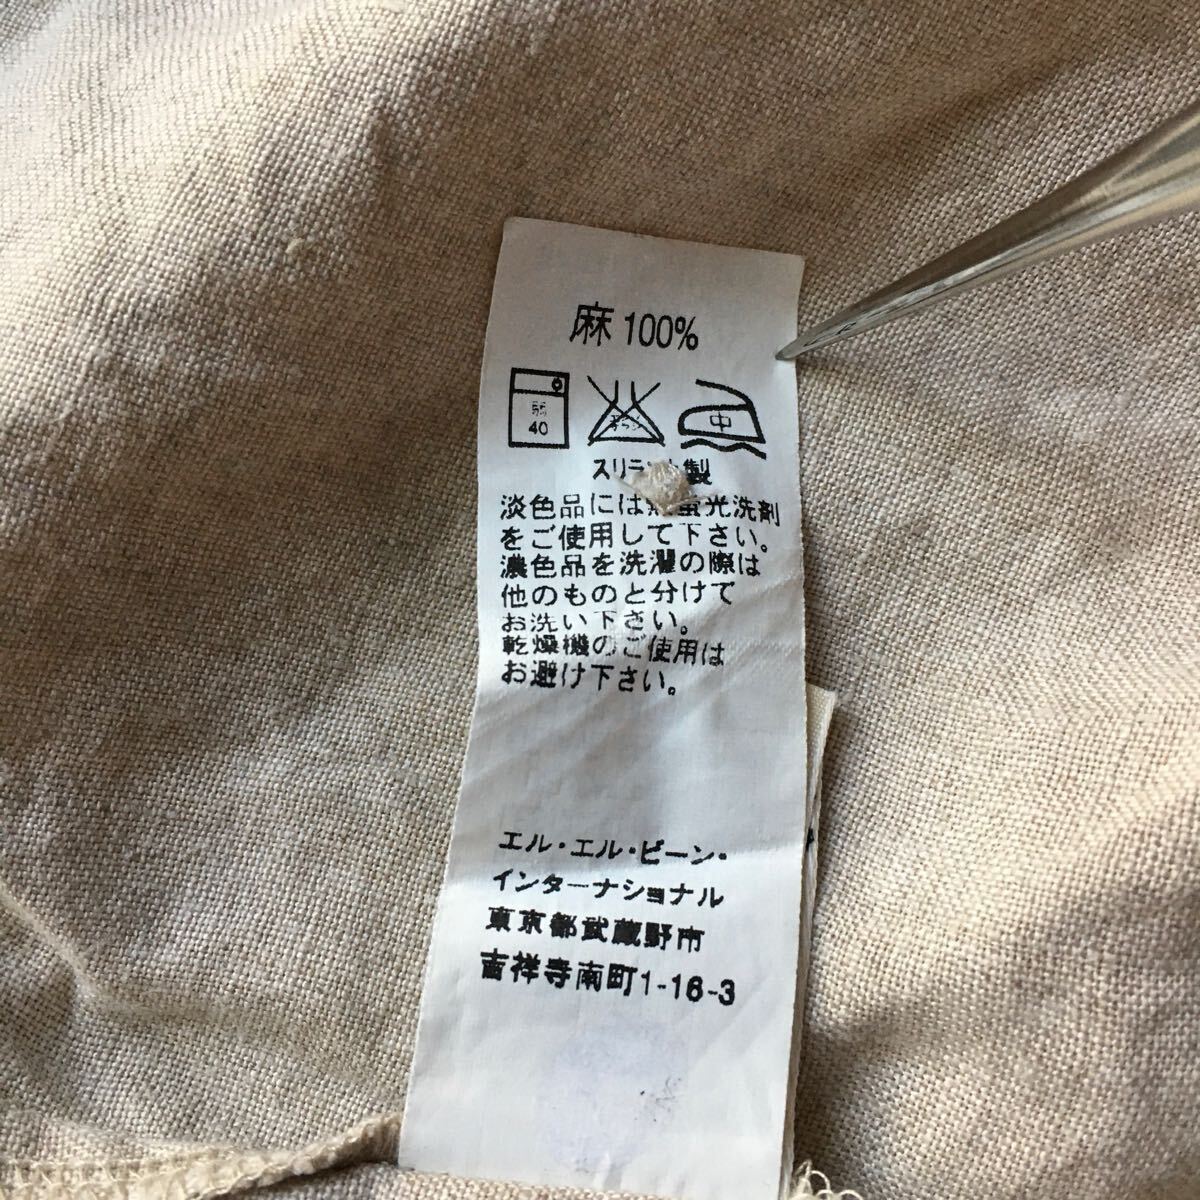 麻 100%
弱
40
エンソ
中
スリランカ製
淡色品には無蛍光洗剤
をご使用して下さい。
濃色品を洗濯の際は
他のものと分けて
お洗い下さい。
乾燥機のご使用は
お避け下さい。
エル・エル・ビーン・
インターナショナル
東京都武蔵野市
吉祥寺南町1-16-3